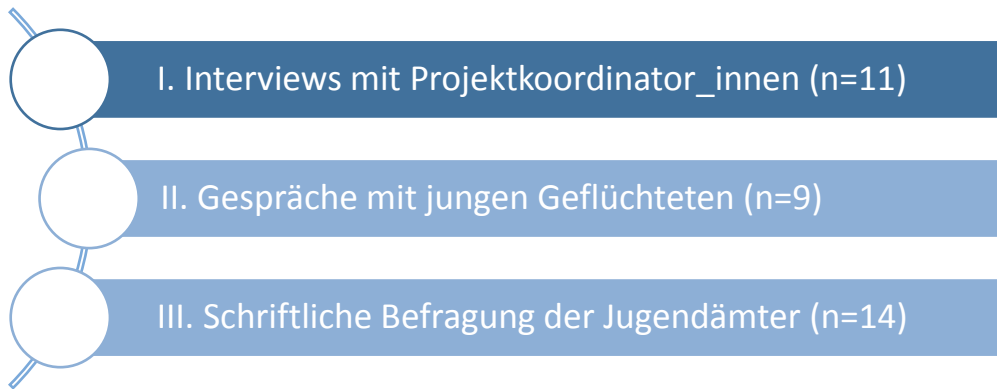 I. Interviews mit Projektkoordinator_innen (n=11)
II. Gespräche mit jungen Geflüchteten (n=9)
III. Schriftliche Befragung der Jugendämter (n=14)